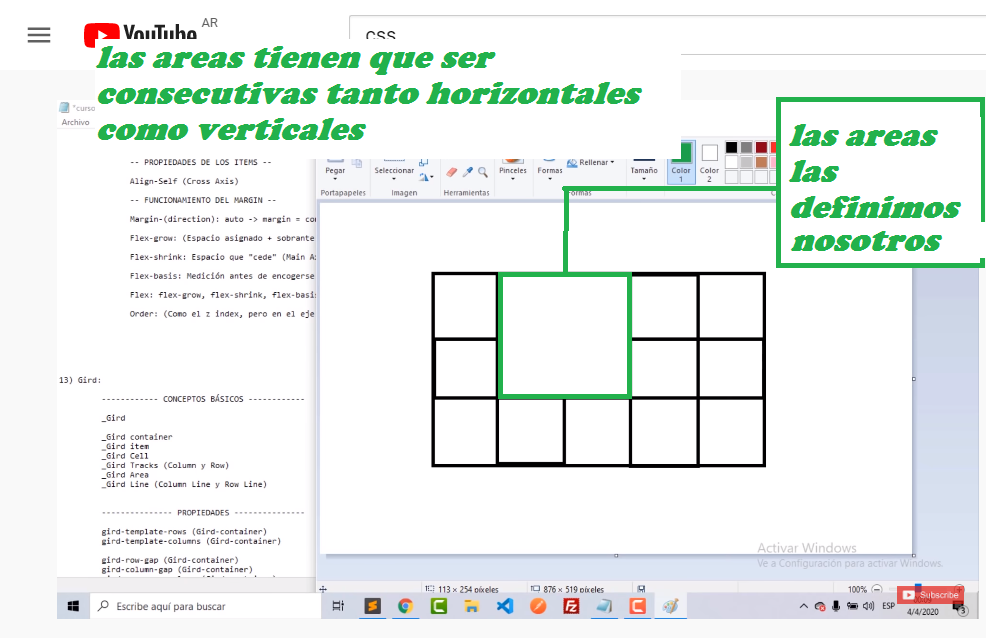 YouTube AR
css
las areas tienen que ser
consecutivas tanto horizontales
como verticales
las areas
las
definimos
nosotros
*curso
Archivo
-- PROPIEDADES DE LOS ITEMS --
Align-Self (Cross Axis)
-- FUNCIONAMIENTO DEL MARGIN --
Margin-(direction): auto -> margin = co
Flex-grow: (Espacio asignado + sobrante
Flex-shrink: Espacio que "cede" (Main A
Flex-basis: Medición antes de encogerse
Flex: flex-grow, flex-shrink, flex-basi
Order: (Como el z index, pero en el eje
13) Gird:
------------ CONCEPTOS BÁSICOS ------------
_Gird
_Gird container
_Gird item
_Gird Cell
_Gird Tracks (Column y Row)
_Gird Area
_Gird Line (Column Line y Row Line)
--------------- PROPIEDADES ---------------
gird-template-rows (Gird-container)
gird-template-columns (Gird-container)
gird-row-gap (Gird-container)
gird-column-gap (Gird-container)
Pegar Seleccionar Pinceles Formas Rellenar Tamaño Color 1 Color 2
Portapapeles Imagen Herramientas Formas
Activar Windows
Ve a Configuración para activar Windows.
113 × 254 píxeles 876 × 519 píxeles 100%
Subscribe
Escribe aquí para buscar
ESP
4/4/2020
3